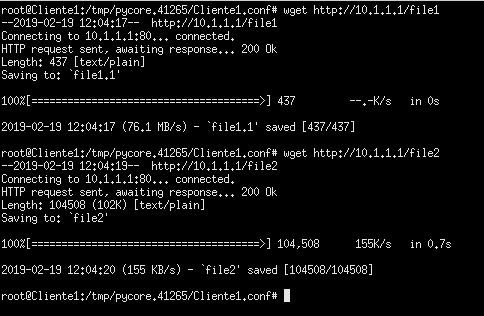 root@Cliente1:/tmp/pycore.41265/Cliente1.conf# wget http://10.1.1.1/file1
--2019-02-19 12:04:17--  http://10.1.1.1/file1
Connecting to 10.1.1.1:80... connected.
HTTP request sent, awaiting response... 200 Ok
Length: 437 [text/plain]
Saving to: `file1.1'
100%[======================================>] 437         --.-K/s   in 0s
2019-02-19 12:04:17 (76.1 MB/s) - `file1.1' saved [437/437]
root@Cliente1:/tmp/pycore.41265/Cliente1.conf# wget http://10.1.1.1/file2
--2019-02-19 12:04:19--  http://10.1.1.1/file2
Connecting to 10.1.1.1:80... connected.
HTTP request sent, awaiting response... 200 Ok
Length: 104508 (102K) [text/plain]
Saving to: `file2'
100%[======================================>] 104,508      155K/s   in 0.7s
2019-02-19 12:04:20 (155 KB/s) - `file2' saved [104508/104508]
root@Cliente1:/tmp/pycore.41265/Cliente1.conf#